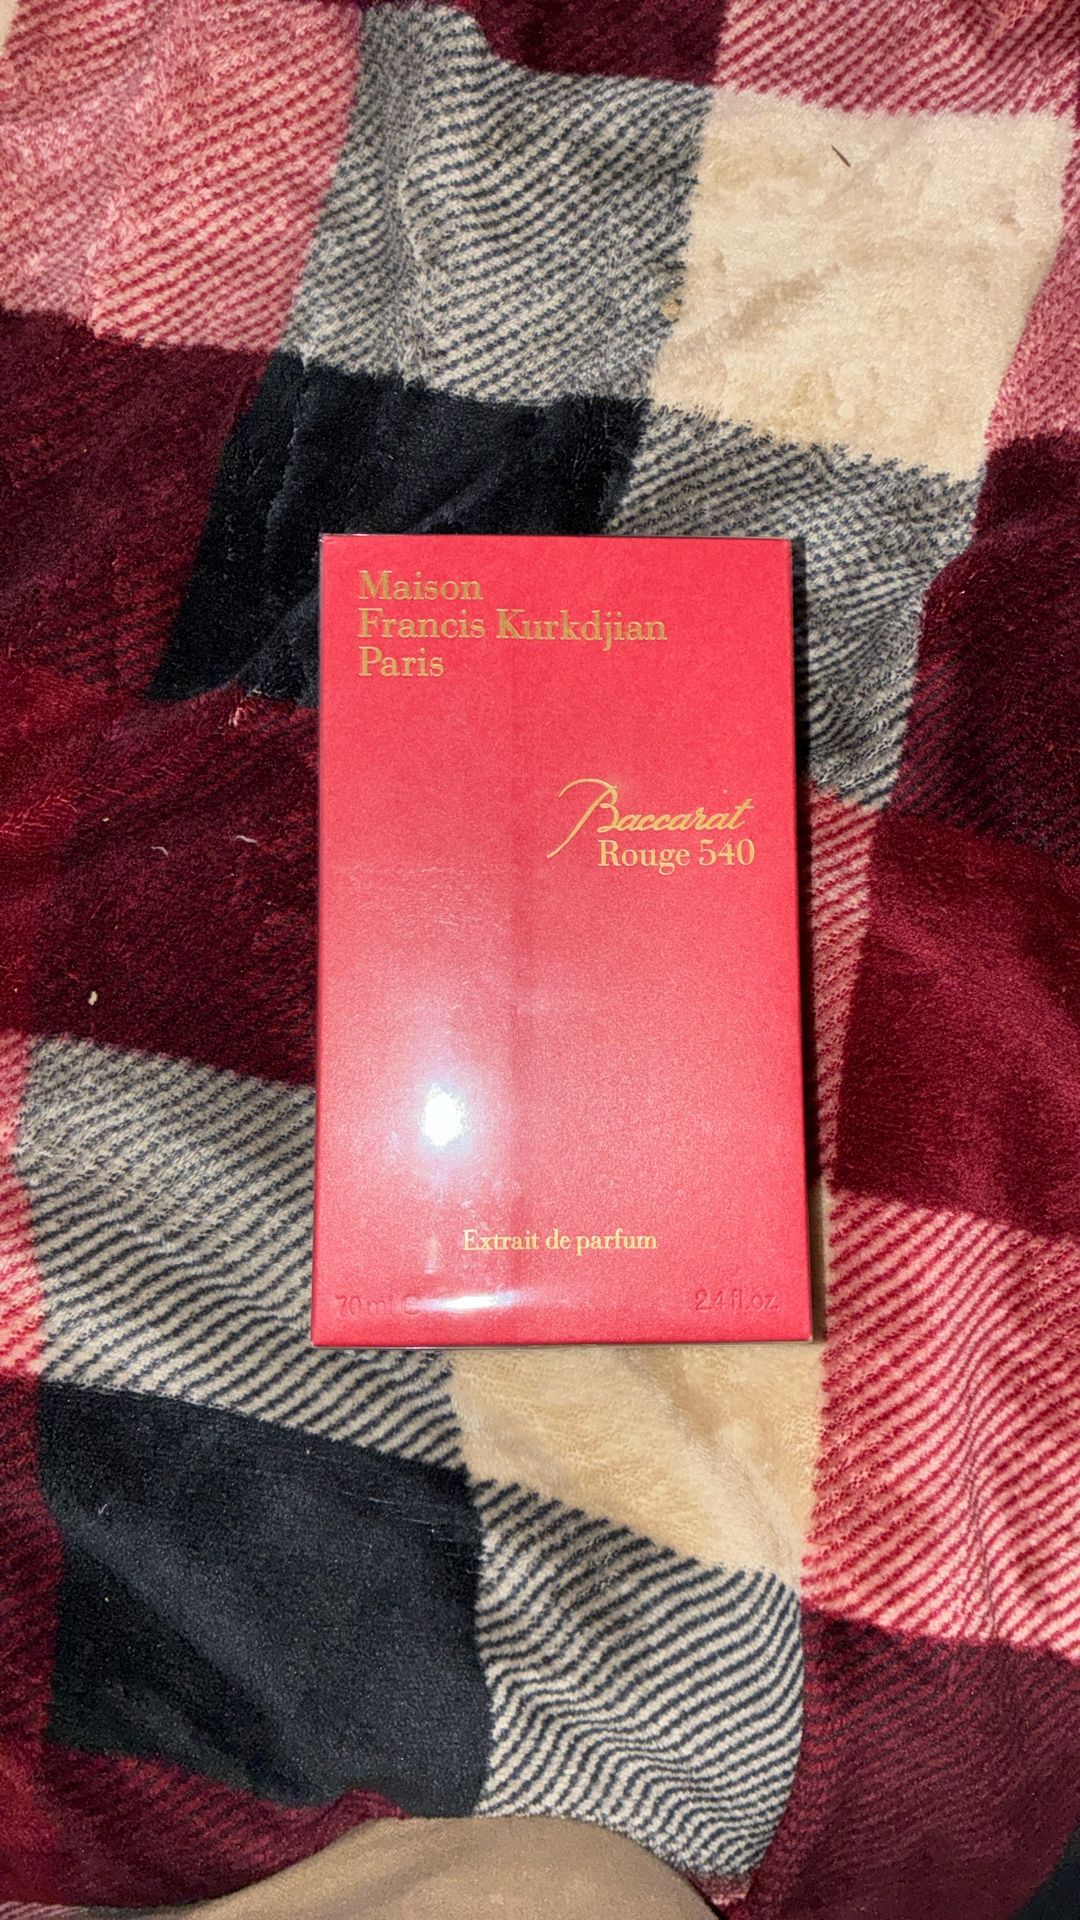 Maison
Francis Kurkdjian
Paris
Baccarat
Rouge 540
Extrait de parfum
70 ml 2.4 fl.oz